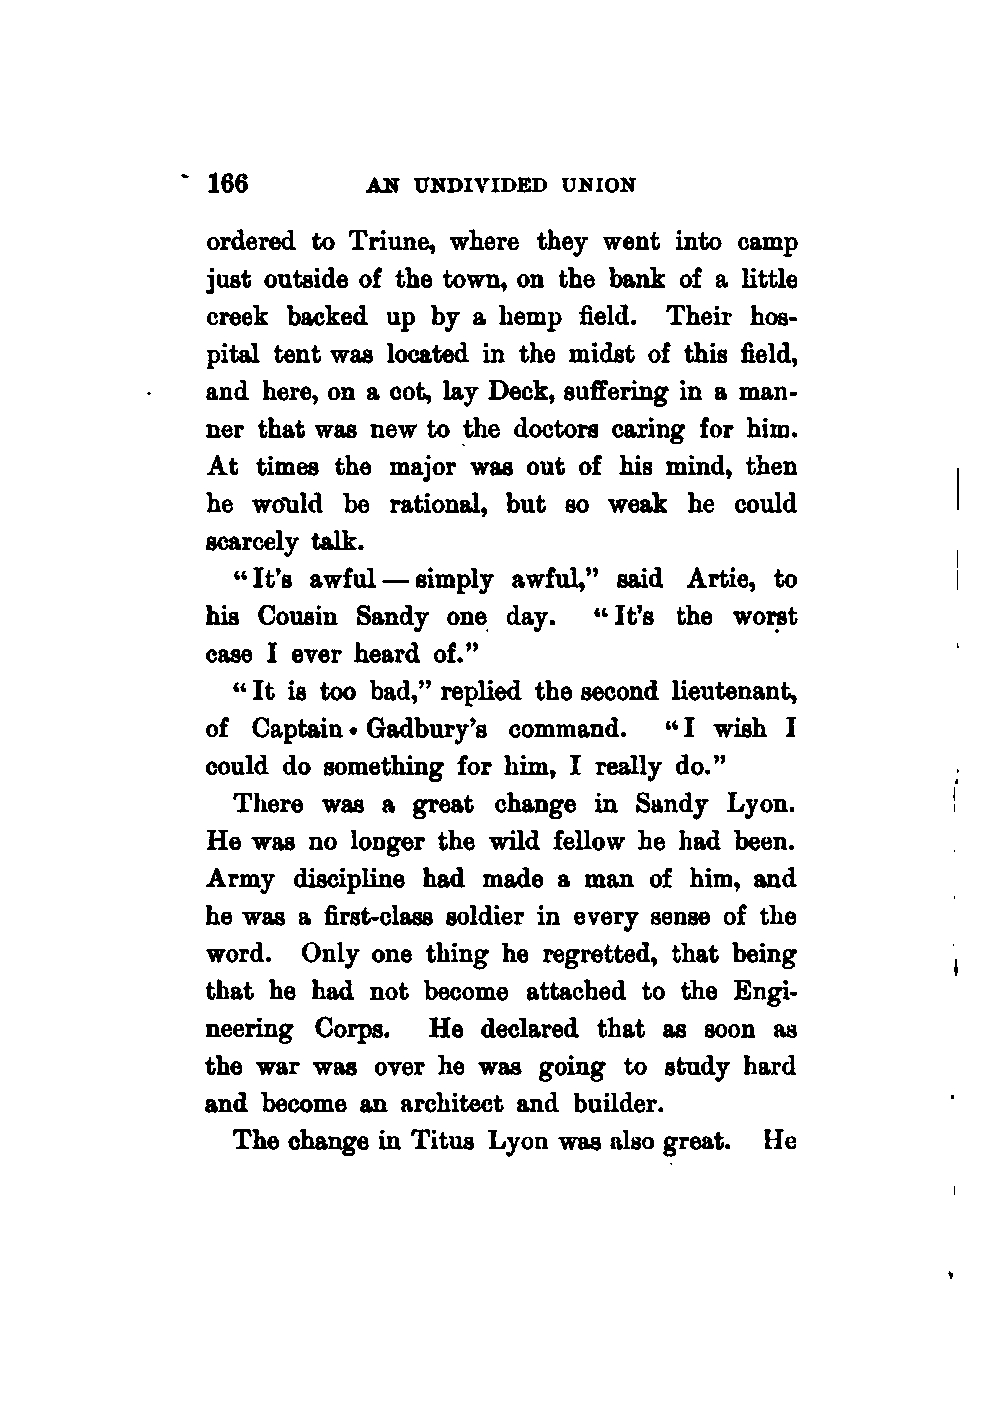 166 AN UNDIVIDED UNION
ordered to Triune, where they went into camp
just outside of the town, on the bank of a little
creek backed up by a hemp field. Their hos-
pital tent was located in the midst of this field,
and here, on a cot, lay Deck, suffering in a man-
ner that was new to the doctors caring for him.
At times the major was out of his mind, then
he would be rational, but so weak he could
scarcely talk.
"It's awful — simply awful," said Artie, to
his Cousin Sandy one day. "It's the worst
case I ever heard of."
"It is too bad," replied the second lieutenant,
of Captain Gadbury's command. "I wish I
could do something for him, I really do."
There was a great change in Sandy Lyon.
He was no longer the wild fellow he had been.
Army discipline had made a man of him, and
he was a first-class soldier in every sense of the
word. Only one thing he regretted, that being
that he had not become attached to the Engi-
neering Corps. He declared that as soon as
the war was over he was going to study hard
and become an architect and builder.
The change in Titus Lyon was also great. He